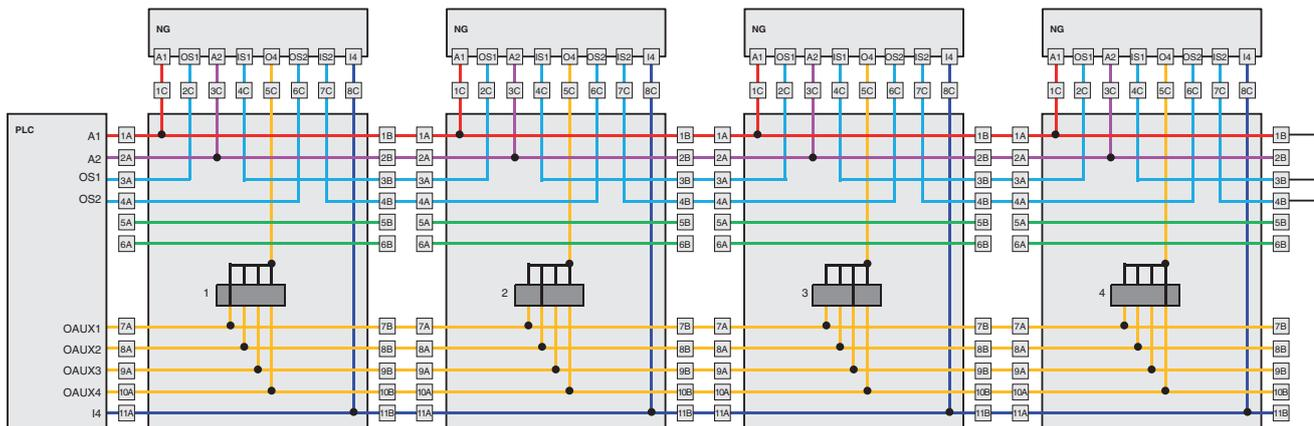 NG NG NG NG
A1 OS1 A2 IS1 O4 OS2 IS2 I4 A1 OS1 A2 IS1 O4 OS2 IS2 I4 A1 OS1 A2 IS1 O4 OS2 IS2 I4 A1 OS1 A2 IS1 O4 OS2 IS2 I4
1C 2C 3C 4C 5C 6C 7C 8C 1C 2C 3C 4C 5C 6C 7C 8C 1C 2C 3C 4C 5C 6C 7C 8C 1C 2C 3C 4C 5C 6C 7C 8C
PLC
A1 1A 1B 1A 1B 1A 1B 1A 1B
A2 2A 2B 2A 2B 2A 2B 2A 2B
OS1 3A 3B 3A 3B 3A 3B 3A 3B
OS2 4A 4B 4A 4B 4A 4B 4A 4B
5A 5B 5A 5B 5A 5B 5A 5B
6A 6B 6A 6B 6A 6B 6A 6B
1 2 3 4
OAUX1 7A 7B 7A 7B 7A 7B 7A 7B
OAUX2 8A 8B 8A 8B 8A 8B 8A 8B
OAUX3 9A 9B 9A 9B 9A 9B 9A 9B
OAUX4 10A 10B 10A 10B 10A 10B 10A 10B
I4 11A 11B 11A 11B 11A 11B 11A 11B